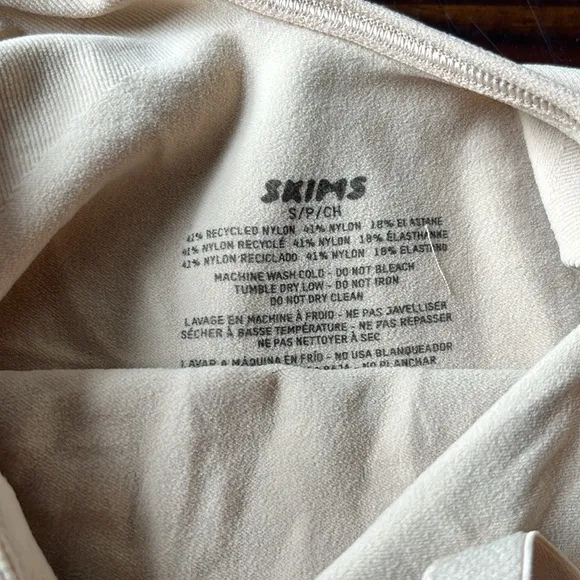 SKIMS
S/P/CH
41% RECYCLED NYLON 41% NYLON 18% ELASTANE
41% NYLON RECYCLÉ 41% NYLON 18% ÉLASTHANNE
41% NYLON RECICLADO 41% NYLON 18% ELASTANO
MACHINE WASH COLD - DO NOT BLEACH
TUMBLE DRY LOW - DO NOT IRON
DO NOT DRY CLEAN
LAVAGE EN MACHINE À FROID - NE PAS JAVELLISER
SÉCHER À BASSE TEMPÉRATURE - NE PAS REPASSER
NE PAS NETTOYER À SEC
LAVAR A MÁQUINA EN FRÍO - NO USA BLANQUEADOR
BAJA - NO PLANCHAR